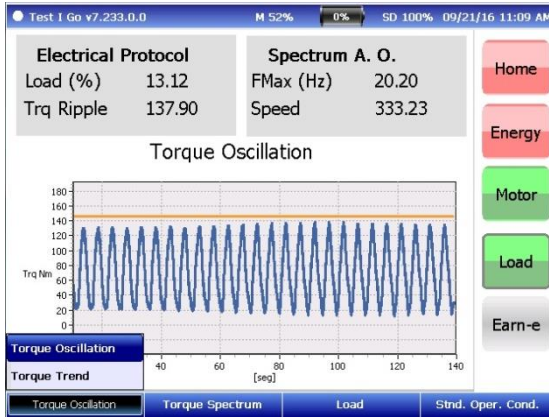 Test I Go v7.233.0.0 M 52% 0% SD 100% 09/21/16 11:09 AM
Electrical Protocol
Load (%) 13.12
Trq Ripple 137.90
Spectrum A. O.
FMax (Hz) 20.20
Speed 333.23
Home
Energy
Motor
Load
Earn-e
Torque Oscillation
180
160
140
120
100
80
60
40
20
0
Trq Nm
40 60 80 100 120 140
[seg]
Torque Oscillation
Torque Trend
Torque Oscillation Torque Spectrum Load Stnd. Oper. Cond.